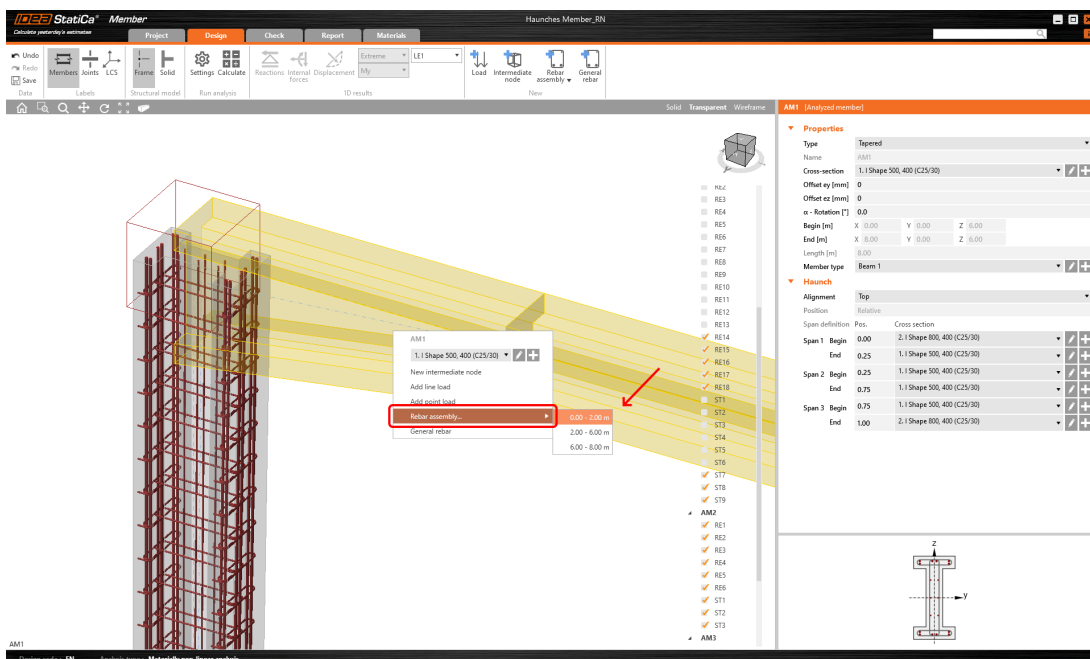 IDEA StatiCa® Member
Calculate yesterday's estimates
Haunches Member_RN
Project Design Check Report Materials
Undo
Redo
Save
Members Joints LCS
Frame Solid
Settings Calculate
Reactions Internal forces Displacement
Extreme LE1
My
Load Intermediate node Rebar assembly General rebar
Data Labels Structural model Run analysis 1D results New
Solid Transparent Wireframe
AM1 [Analyzed member]
Properties
Type Tapered
Name AM1
Cross-section 1. I Shape 500, 400 (C25/30)
Offset ey [mm] 0
Offset ez [mm] 0
α - Rotation [°] 0.0
Begin [m] X 0.00 Y 0.00 Z 6.00
End [m] X 8.00 Y 0.00 Z 6.00
Length [m] 8.00
Member type Beam 1
Haunch
Alignment Top
Position Relative
Span definition Pos. Cross section
Span 1 Begin 0.00 2. I Shape 800, 400 (C25/30)
End 0.25 1. I Shape 500, 400 (C25/30)
Span 2 Begin 0.25 1. I Shape 500, 400 (C25/30)
End 0.75 1. I Shape 500, 400 (C25/30)
Span 3 Begin 0.75 1. I Shape 500, 400 (C25/30)
End 1.00 2. I Shape 800, 400 (C25/30)
RE2
RE3
RE4
RE5
RE6
RE7
RE8
RE9
RE10
RE11
RE12
RE13
RE14
RE15
RE16
RE17
RE18
ST1
ST2
ST3
ST4
ST5
ST6
ST7
ST8
ST9
AM2
RE1
RE2
RE3
RE4
RE5
RE6
ST1
ST2
ST3
AM3
AM1
1. I Shape 500, 400 (C25/30)
New intermediate node
Add line load
Add point load
Rebar assembly...
General rebar
0.00 - 2.00 m
2.00 - 6.00 m
6.00 - 8.00 m
z
y
AM1
Design code: EN Analysis type: Materially non-linear analysis